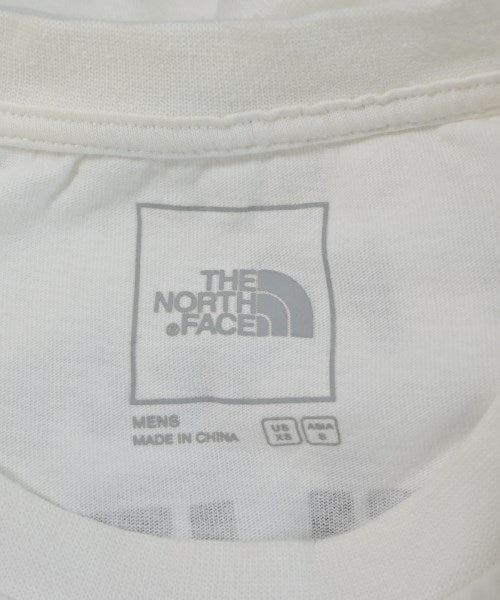 THE
NORTH
®FACE
MENS
MADE IN CHINA
US
XS
ASIA
S